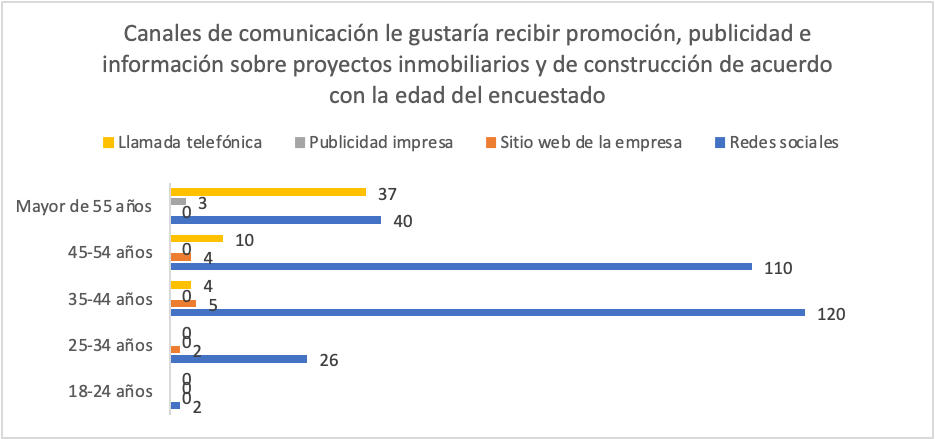 Canales de comunicación le gustaría recibir promoción, publicidad e
información sobre proyectos inmobiliarios y de construcción de acuerdo
con la edad del encuestado
Llamada telefónica Publicidad impresa Sitio web de la empresa Redes sociales
Mayor de 55 años
37
3
0
40
45-54 años
10
0
4
110
35-44 años
4
0
5
120
25-34 años
0
0
2
26
18-24 años
0
0
0
2